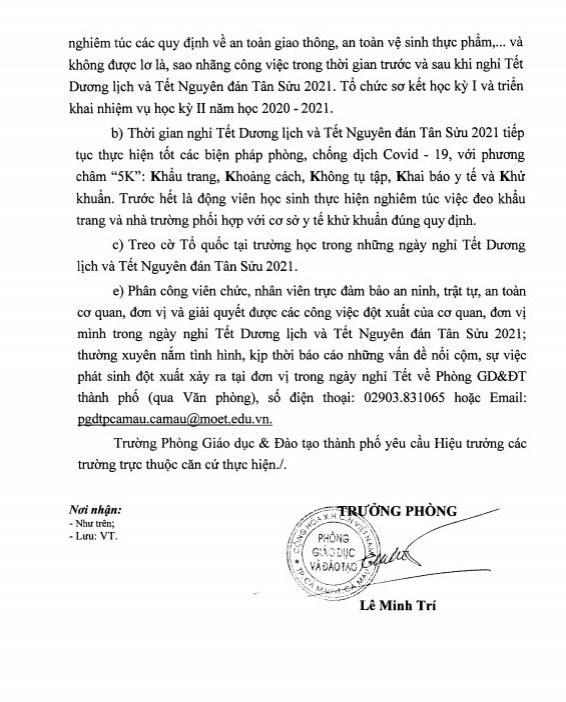 nghiêm túc các quy định về an toàn giao thông, an toàn vệ sinh thực phẩm,... và
không được lơ là, sao nhãng công việc trong thời gian trước và sau khi nghỉ Tết
Dương lịch và Tết Nguyên đán Tân Sửu 2021. Tổ chức sơ kết học kỳ I và triển
khai nhiệm vụ học kỳ II năm học 2020 - 2021.
b) Thời gian nghỉ Tết Dương lịch và Tết Nguyên đán Tân Sửu 2021 tiếp
tục thực hiện tốt các biện pháp phòng, chống dịch Covid - 19, với phương
châm “5K”: Khẩu trang, Khoảng cách, Không tụ tập, Khai báo y tế và Khử
khuẩn. Trước hết là động viên học sinh thực hiện nghiêm túc việc đeo khẩu
trang và nhà trường phối hợp với cơ sở y tế khử khuẩn đúng quy định.
c) Treo cờ Tổ quốc tại trường học trong những ngày nghỉ Tết Dương
lịch và Tết Nguyên đán Tân Sửu 2021.
e) Phân công viên chức, nhân viên trực đảm bảo an ninh, trật tự, an toàn
cơ quan, đơn vị và giải quyết được các công việc đột xuất của cơ quan, đơn vị
mình trong ngày nghỉ Tết Dương lịch và Tết Nguyên đán Tân Sửu 2021;
thường xuyên nắm tình hình, kịp thời báo cáo những vấn đề nổi cộm, sự việc
phát sinh đột xuất xảy ra tại đơn vị trong ngày nghỉ Tết về Phòng GD&ĐT
thành phố (qua Văn phòng), số điện thoại: 02903.831065 hoặc Email:
pgdtpcamau.camau@moet.edu.vn.
Trường Phòng Giáo dục & Đào tạo thành phố yêu cầu Hiệu trưởng các
trường trực thuộc căn cứ thực hiện./.
Nơi nhận:
- Như trên;
- Lưu: VT.
TRƯỞNG PHÒNG
PHÒNG
GIÁO DỤC
VÀ ĐÀO TẠO
Lê Minh Trí